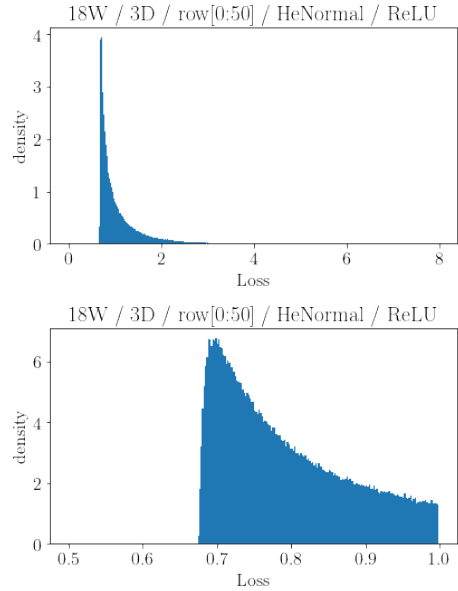 18W / 3D / row[0:50] / HeNormal / ReLU
4
3
2
1
0
density
0 2 4 6 8
Loss
18W / 3D / row[0:50] / HeNormal / ReLU
6
4
2
0
density
0.5 0.6 0.7 0.8 0.9 1.0
Loss